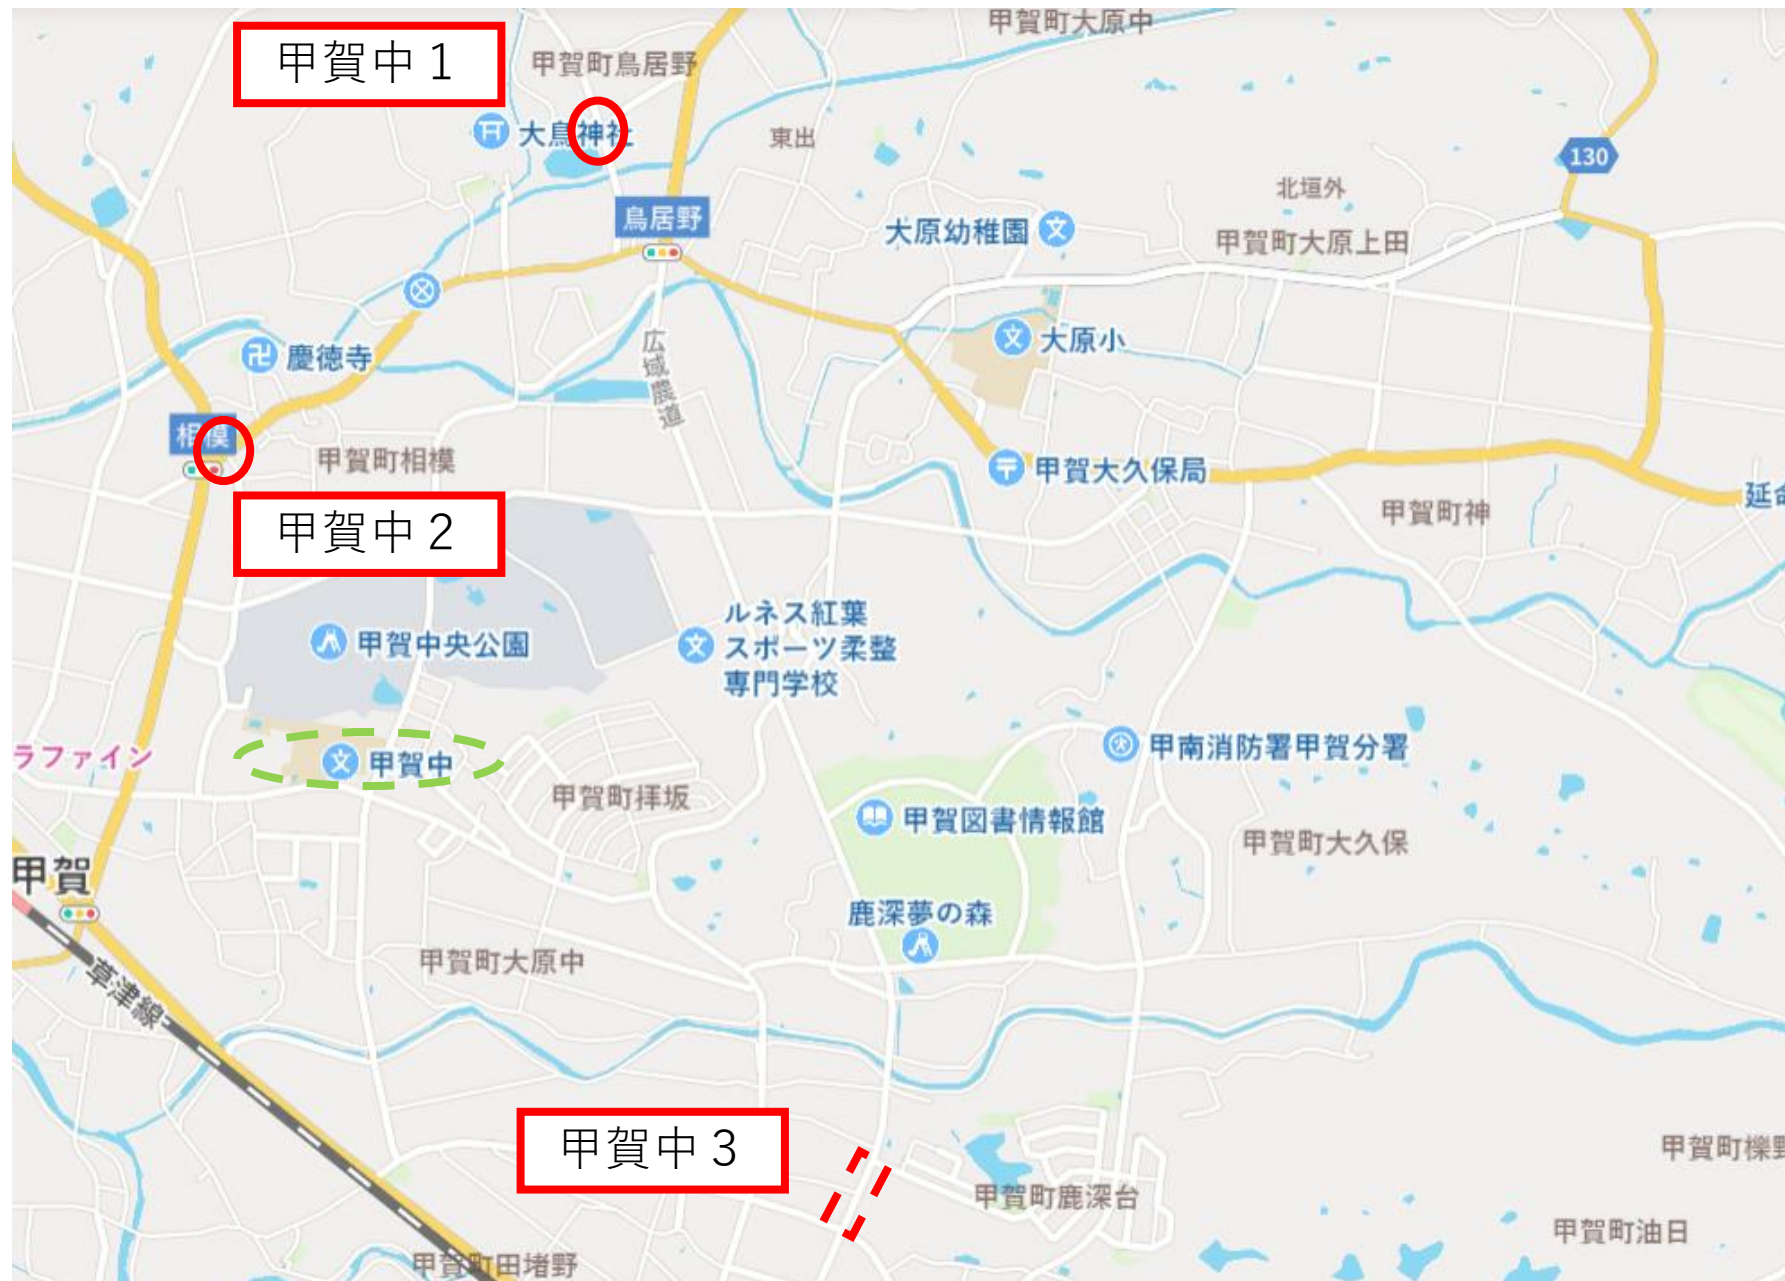 甲賀町大原中
甲賀中１
甲賀町鳥居野
大鳥神社
東出
130
北垣外
鳥居野
大原幼稚園
甲賀町大原上田
慶徳寺
広域農道
大原小
相模
甲賀町相模
甲賀大久保局
延命
甲賀町神
甲賀中２
ルネス紅葉
スポーツ柔整
専門学校
甲賀中央公園
ラファイン
甲賀中
甲南消防署甲賀分署
甲賀町拝坂
甲賀図書情報館
甲賀町大久保
甲賀
鹿深夢の森
甲賀町大原中
草津線
甲賀中３
甲賀町櫟野
甲賀町鹿深台
甲賀町油日
甲賀町田堵野